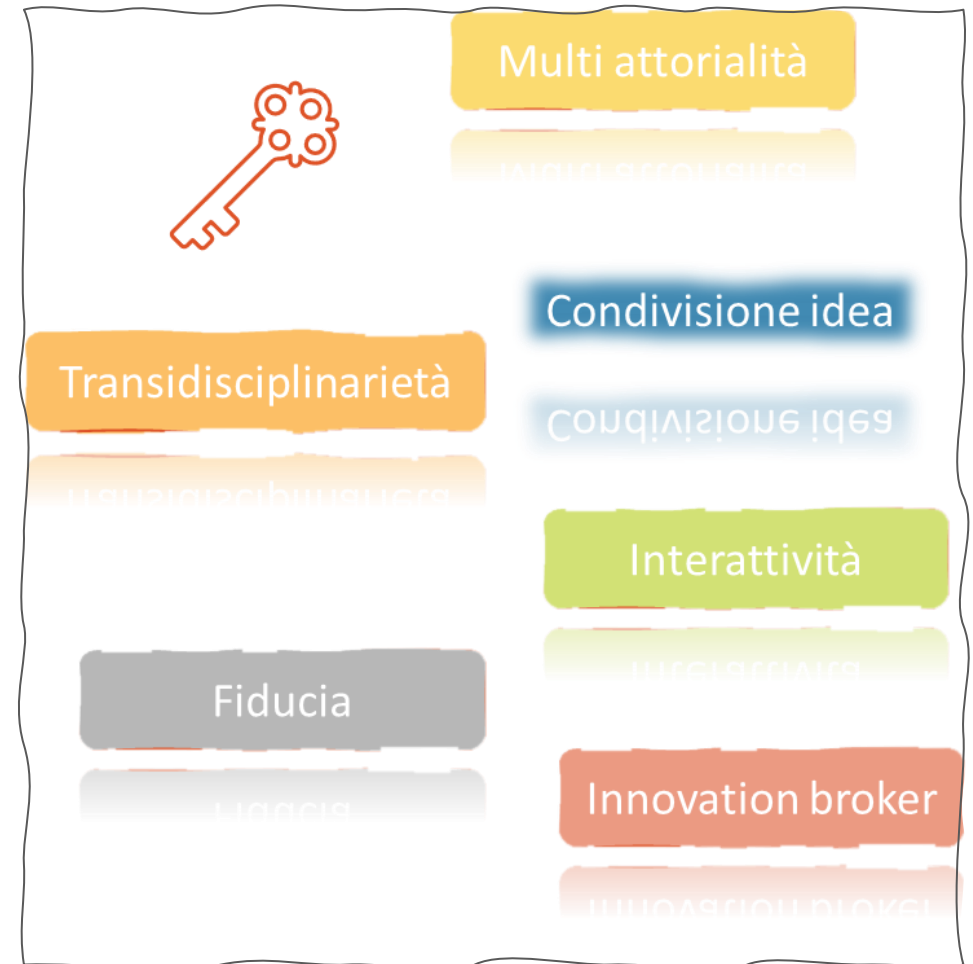 Multi attorialità
Condivisione idea
Transidisciplinarietà
Interattività
Fiducia
Innovation broker